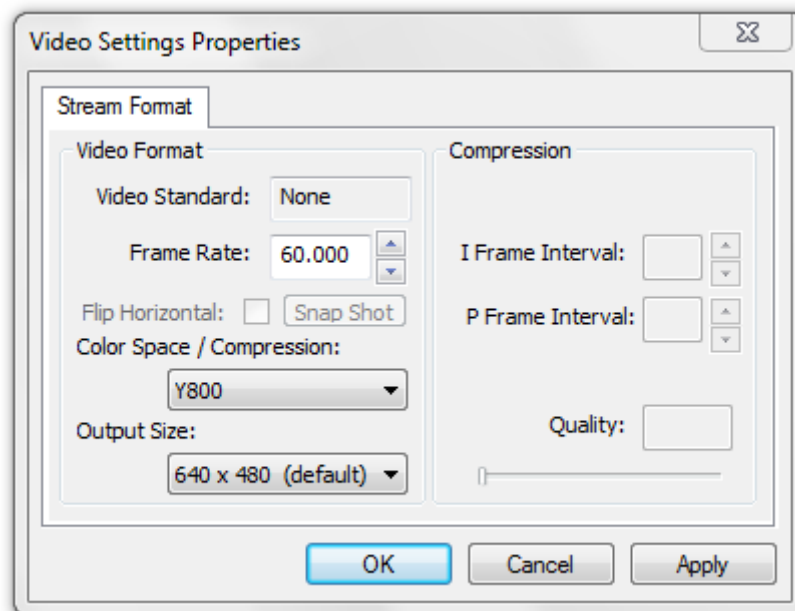 Video Settings Properties
Stream Format
Video Format
Video Standard: None
Frame Rate: 60.000
Flip Horizontal: Snap Shot
Color Space / Compression:
Y800
Output Size:
640 x 480 (default)
Compression
I Frame Interval:
P Frame Interval:
Quality:
OK Cancel Apply